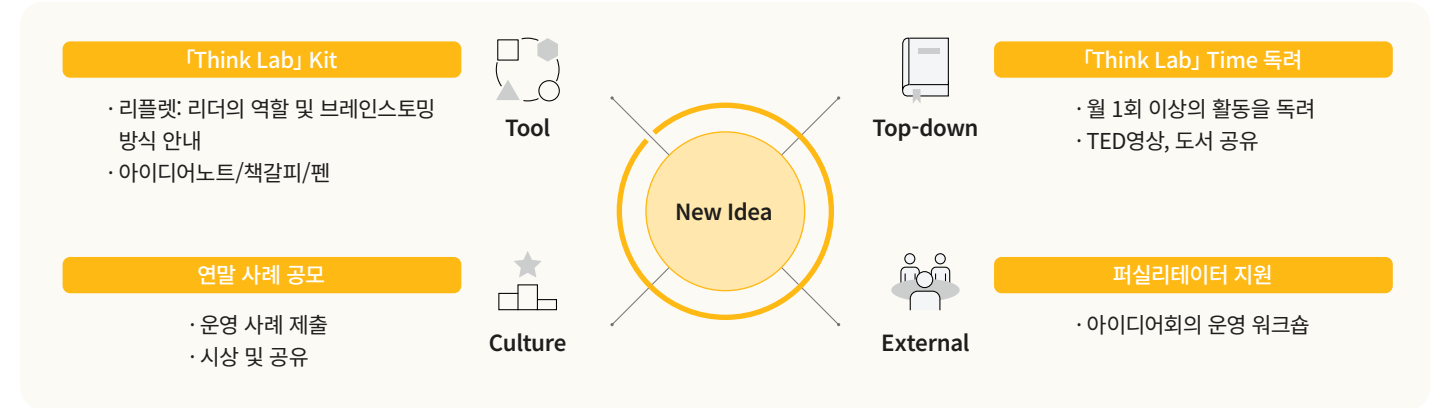 「Think Lab」 Kit
· 리플렛: 리더의 역할 및 브레인스토밍
방식 안내
· 아이디어노트/책갈피/펜
Tool
Top-down
「Think Lab」 Time 독려
· 월 1회 이상의 활동을 독려
· TED영상, 도서 공유
New Idea
연말 사례 공모
· 운영 사례 제출
· 시상 및 공유
Culture
External
퍼실리테이터 지원
· 아이디어회의 운영 워크숍